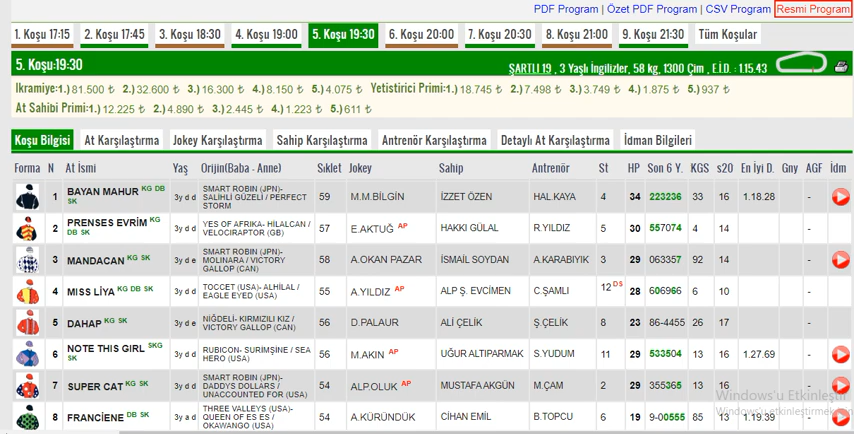 PDF Program | Özet PDF Program | CSV Program Resmi Program
1. Koşu 17:15 2. Koşu 17:45 3. Koşu 18:30 4. Koşu 19:00 5. Koşu 19:30 6. Koşu 20:00 7. Koşu 20:30 8. Koşu 21:00 9. Koşu 21:30 Tüm Koşular
5. Koşu:19:30 ŞARTLI 19 , 3 Yaşlı İngilizler, 58 kg, 1300 Çim , E.İ.D. : 1.15.43
Ikramiye:1.) 81.500 ₺ 2.) 32.600 ₺ 3.) 16.300 ₺ 4.) 8.150 ₺ 5.) 4.075 ₺ Yetistirici Primi:1.) 18.745 ₺ 2.) 7.498 ₺ 3.) 3.749 ₺ 4.) 1.875 ₺ 5.) 937 ₺
At Sahibi Primi:1.) 12.225 ₺ 2.) 4.890 ₺ 3.) 2.445 ₺ 4.) 1.223 ₺ 5.) 611 ₺
Koşu Bilgisi At Karşılaştırma Jokey Karşılaştırma Sahip Karşılaştırma Antrenör Karşılaştırma Detaylı At Karşılaştırma İdman Bilgileri
Forma N At İsmi Yaş Orijin(Baba - Anne) Sıklet Jokey Sahip Antrenör St HP Son 6 Y. KGS s20 En İyi D. Gny AGF İdm
1 BAYAN MAHUR KG DB SK 3y d d SMART ROBIN (JPN)- SALİHLİ GÜZELİ / PERFECT STORM 59 M.M.BİLGİN İZZET ÖZEN HAL.KAYA 4 34 223236 33 16 1.18.28 -
2 PRENSES EVRİM KG DB SK 3y d d YES OF AFRIKA- HİLALCAN / VELOCIRAPTOR (GB) 57 E.AKTUĞ AP HAKKI GÜLAL R.YILDIZ 5 30 557074 4 14 -
3 MANDACAN KG SK 3y d e SMART ROBIN (JPN)- MOLINARA / VICTORY GALLOP (CAN) 58 A.OKAN PAZAR İSMAİL SOYDAN A.KARABIYIK 3 29 063357 92 14 -
4 MISS LİYA KG DB SK 3y d d TOCCET (USA)- ALHİLAL / EAGLE EYED (USA) 55 A.YILDIZ AP ALP Ş. EVCİMEN C.ŞAMLI 12 DS 28 606966 6 10 -
5 DAHAP KG SK 3y d e NİĞDELİ- KIRMIZILI KIZ / VICTORY GALLOP (CAN) 56 D.PALAUR ALİ ÇELİK Ş.ÇELİK 8 23 86-4455 26 17 -
6 NOTE THIS GIRL SKG SK 3y d d RUBICON- SURİMŞİNE / SEA HERO (USA) 56 M.AKIN AP UĞUR ALTIPARMAK S.YUDUM 11 29 533504 13 16 1.27.69 -
7 SUPER CAT KG SK 3y d d SMART ROBIN (JPN)- DADDYS DOLLARS / UNACCOUNTED FOR (USA) 54 ALP.OLUK AP MUSTAFA AKGÜN M.ÇAM 2 29 355365 13 16 -
8 FRANCIENE DB SK 3y a d THREE VALLEYS (USA)- QUEEN OF ES ES / OKAWANGO (USA) 54 A.KÜRÜNDÜK CİHAN EMİL B.TOPCU 6 19 9-00555 85 13 1.19.39 -
Windows'u Etkinleştir
Windows'u etkinleştirmek